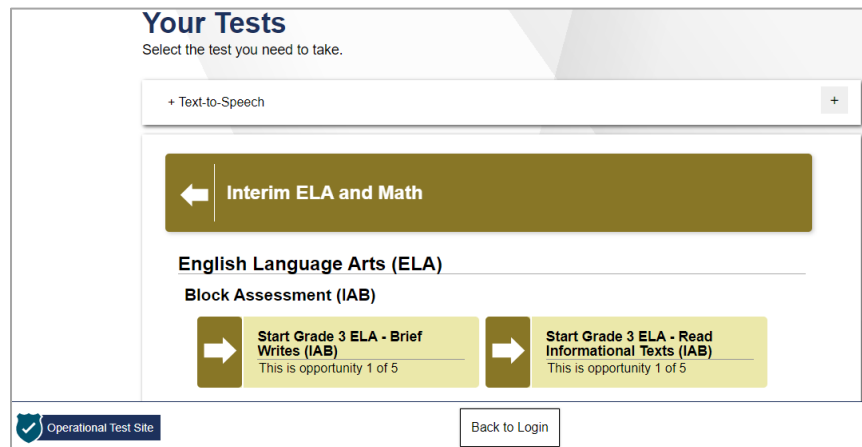 Your Tests
Select the test you need to take.
+ Text-to-Speech
+
Interim ELA and Math
English Language Arts (ELA)
Block Assessment (IAB)
Start Grade 3 ELA - Brief
Writes (IAB)
This is opportunity 1 of 5
Start Grade 3 ELA - Read
Informational Texts (IAB)
This is opportunity 1 of 5
Operational Test Site
Back to Login